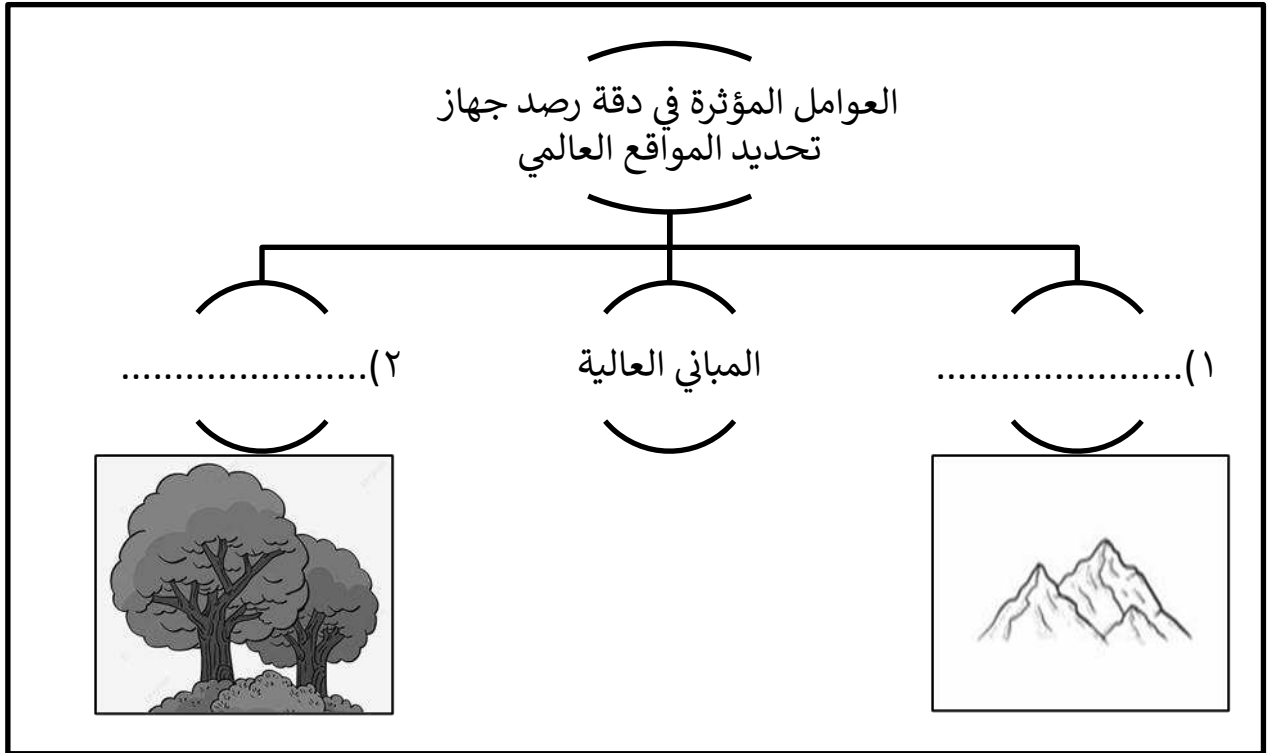 العوامل المؤثرة في دقة رصد جهاز
تحديد المواقع العالمي
١).......................
المباني العالية
٢).......................